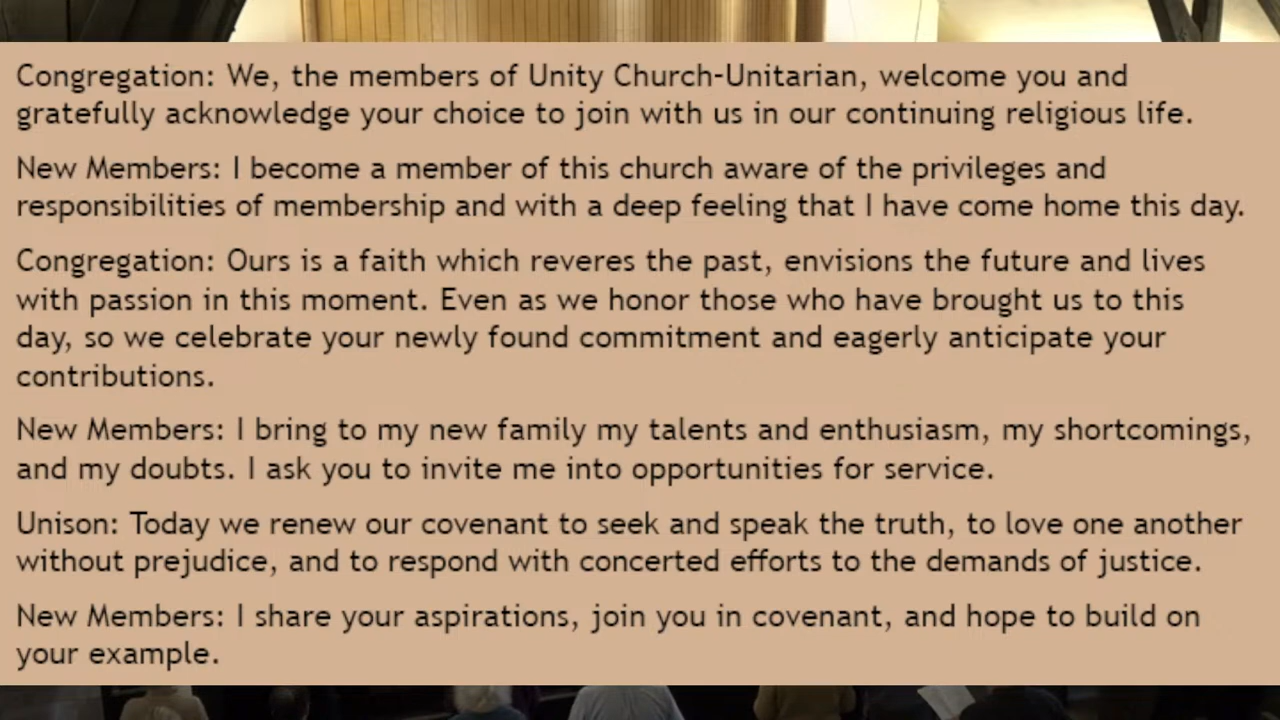 Congregation: We, the members of Unity Church-Unitarian, welcome you and
gratefully acknowledge your choice to join with us in our continuing religious life.
New Members: I become a member of this church aware of the privileges and
responsibilities of membership and with a deep feeling that I have come home this day.
Congregation: Ours is a faith which reveres the past, envisions the future and lives
with passion in this moment. Even as we honor those who have brought us to this
day, so we celebrate your newly found commitment and eagerly anticipate your
contributions.
New Members: I bring to my new family my talents and enthusiasm, my shortcomings,
and my doubts. I ask you to invite me into opportunities for service.
Unison: Today we renew our covenant to seek and speak the truth, to love one another
without prejudice, and to respond with concerted efforts to the demands of justice.
New Members: I share your aspirations, join you in covenant, and hope to build on
your example.